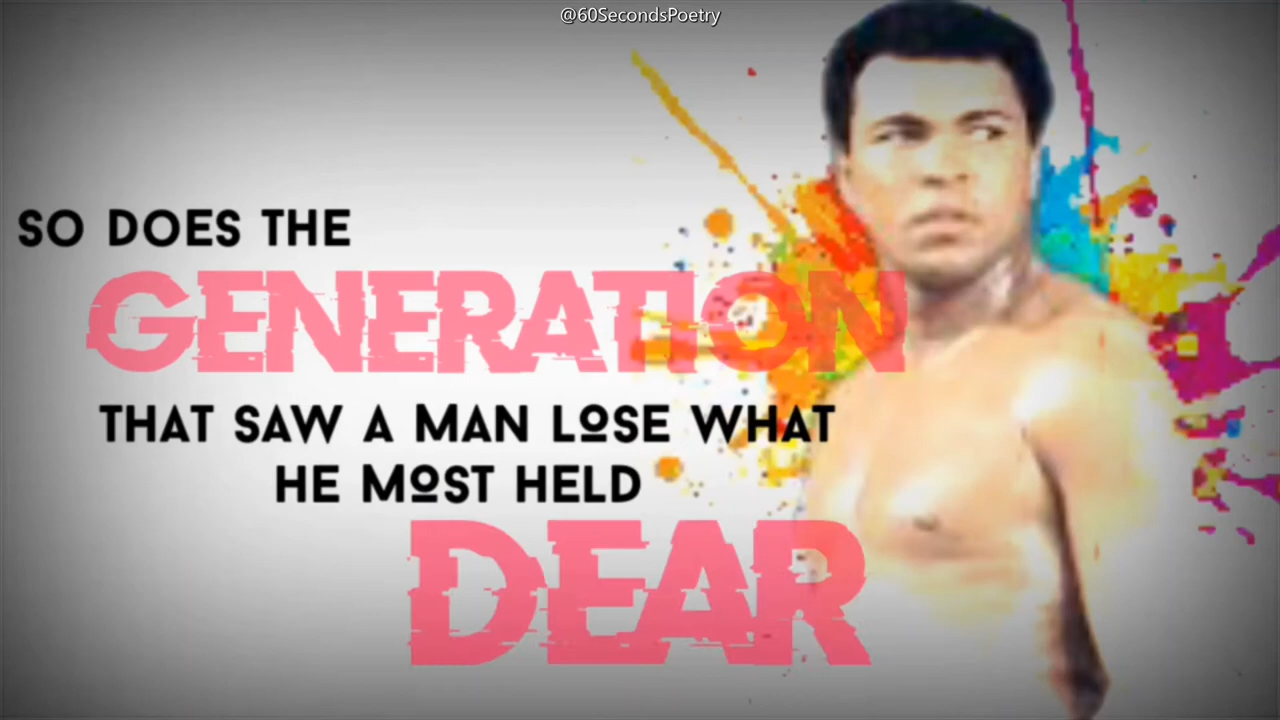 @60SecondsPoetry
SO DOES THE
GENERATION
THAT SAW A MAN LOSE WHAT
HE MOST HELD
DEAR